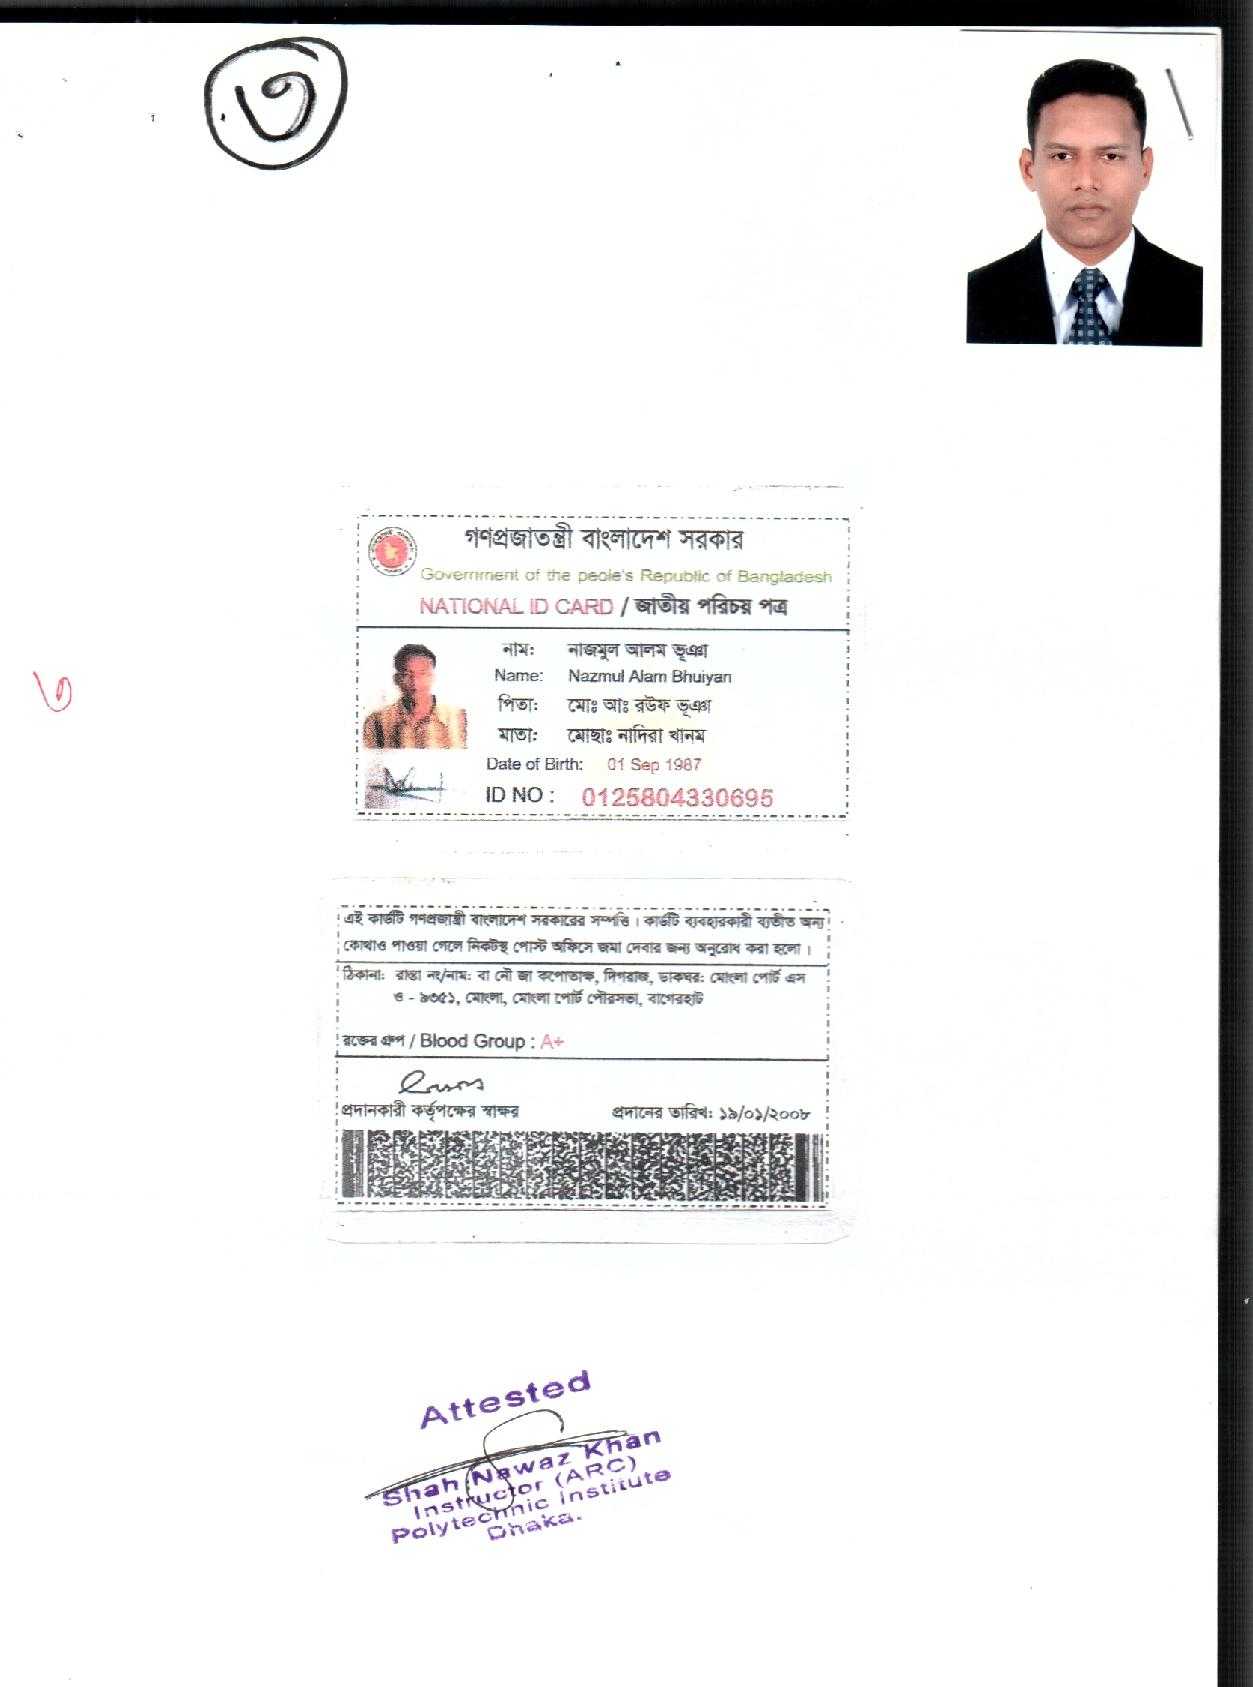 ৩
গণপ্রজাতন্ত্রী বাংলাদেশ সরকার
Government of the peole's Republic of Bangladesh
NATIONAL ID CARD / জাতীয় পরিচয় পত্র
নাম: নাজমুল আলম ভূঞা
Name: Nazmul Alam Bhuiyan
পিতা: মোঃ আঃ রউফ ভূঞা
মাতা: মোছাঃ নাদিরা খানম
Date of Birth: 01 Sep 1987
ID NO : 0125804330695
৩
এই কার্ডটি গণপ্রজান্ত্রী বাংলাদেশ সরকারের সম্পত্তি। কার্ডটি ব্যবহারকারী ব্যতীত অন্য
কোথাও পাওয়া গেলে নিকটস্থ পোস্ট অফিসে জমা দেবার জন্য অনুরোধ করা হলো।
ঠিকানা: রাস্তা নং/নাম: বা নৌ জা কপোতাক্ষ, দিগরাজ, ডাকঘর: মোংলা পোর্ট এস
ও - ৯৩৫১, মোংলা, মোংলা পোর্ট পৌরসভা, বাগেরহাট
রক্তের গ্রুপ / Blood Group : A+
প্রদানকারী কর্তৃপক্ষের স্বাক্ষর প্রদানের তারিখ: ১৯/০১/২০০৮
Attested
Shah Nawaz Khan
Instructor (ARC)
Polytechnic Institute
Dhaka.